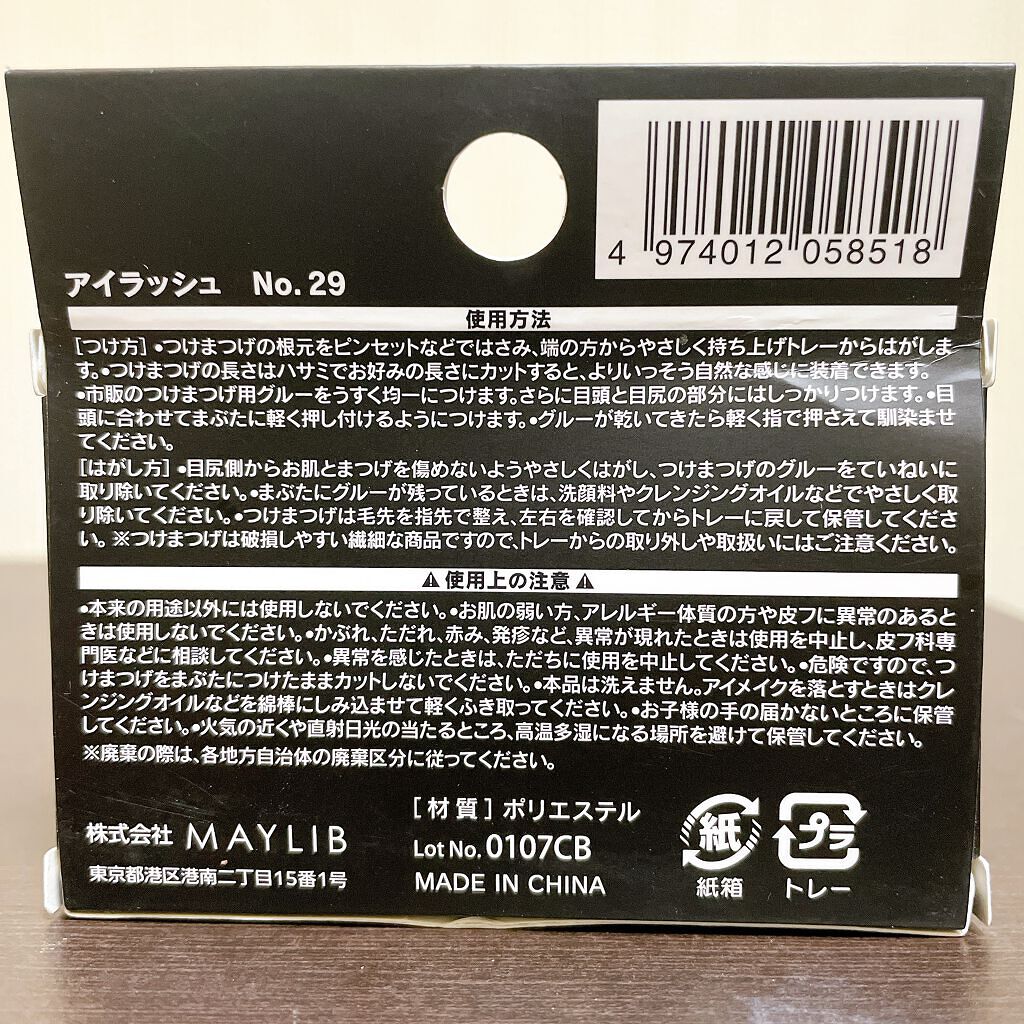 4 974012 058518
アイラッシュ No. 29
使用方法
[つけ方] •つけまつげの根元をピンセットなどではさみ、端の方からやさしく持ち上げトレーからはがしま
す。•つけまつげの長さはハサミでお好みの長さにカットすると、よりいっそう自然な感じに装着できます。
•市販のつけまつげ用グルーをうすく均一につけます。さらに目頭と目尻の部分にはしっかりつけます。•目
頭に合わせてまぶたに軽く押し付けるようにつけます。•グルーが乾いてきたら軽く指で押さえて馴染ませ
てください。
[はがし方] •目尻側からお肌とまつげを傷めないようやさしくはがし、つけまつげのグルーをていねいに
取り除いてください。•まぶたにグルーが残っているときは、洗顔料やクレンジングオイルなどでやさしく取
り除いてください。•つけまつげは毛先を指先で整え、左右を確認してからトレーに戻して保管してくださ
い。 ※つけまつげは破損しやすい繊細な商品ですので、トレーからの取り外しや取扱いにはご注意ください。
⚠使用上の注意⚠
•本来の用途以外には使用しないでください。•お肌の弱い方、アレルギー体質の方や皮フに異常のあると
きは使用しないでください。•かぶれ、ただれ、赤み、発疹など、異常が現れたときは使用を中止し、皮フ科専
門医などに相談してください。•異常を感じたときは、ただちに使用を中止してください。•危険ですので、つ
けまつげをまぶたにつけたままカットしないでください。•本品は洗えません。アイメイクを落とすときはクレ
ンジングオイルなどを綿棒にしみ込ませて軽くふき取ってください。•お子様の手の届かないところに保管
してください。•火気の近くや直射日光の当たるところ、高温多湿になる場所を避けて保管してください。
※廃棄の際は、各地方自治体の廃棄区分に従ってください。
株式会社 MAYLIB
東京都港区港南二丁目15番1号
[材質] ポリエステル
Lot No. 0107CB
MADE IN CHINA
紙
紙箱
プラ
トレー